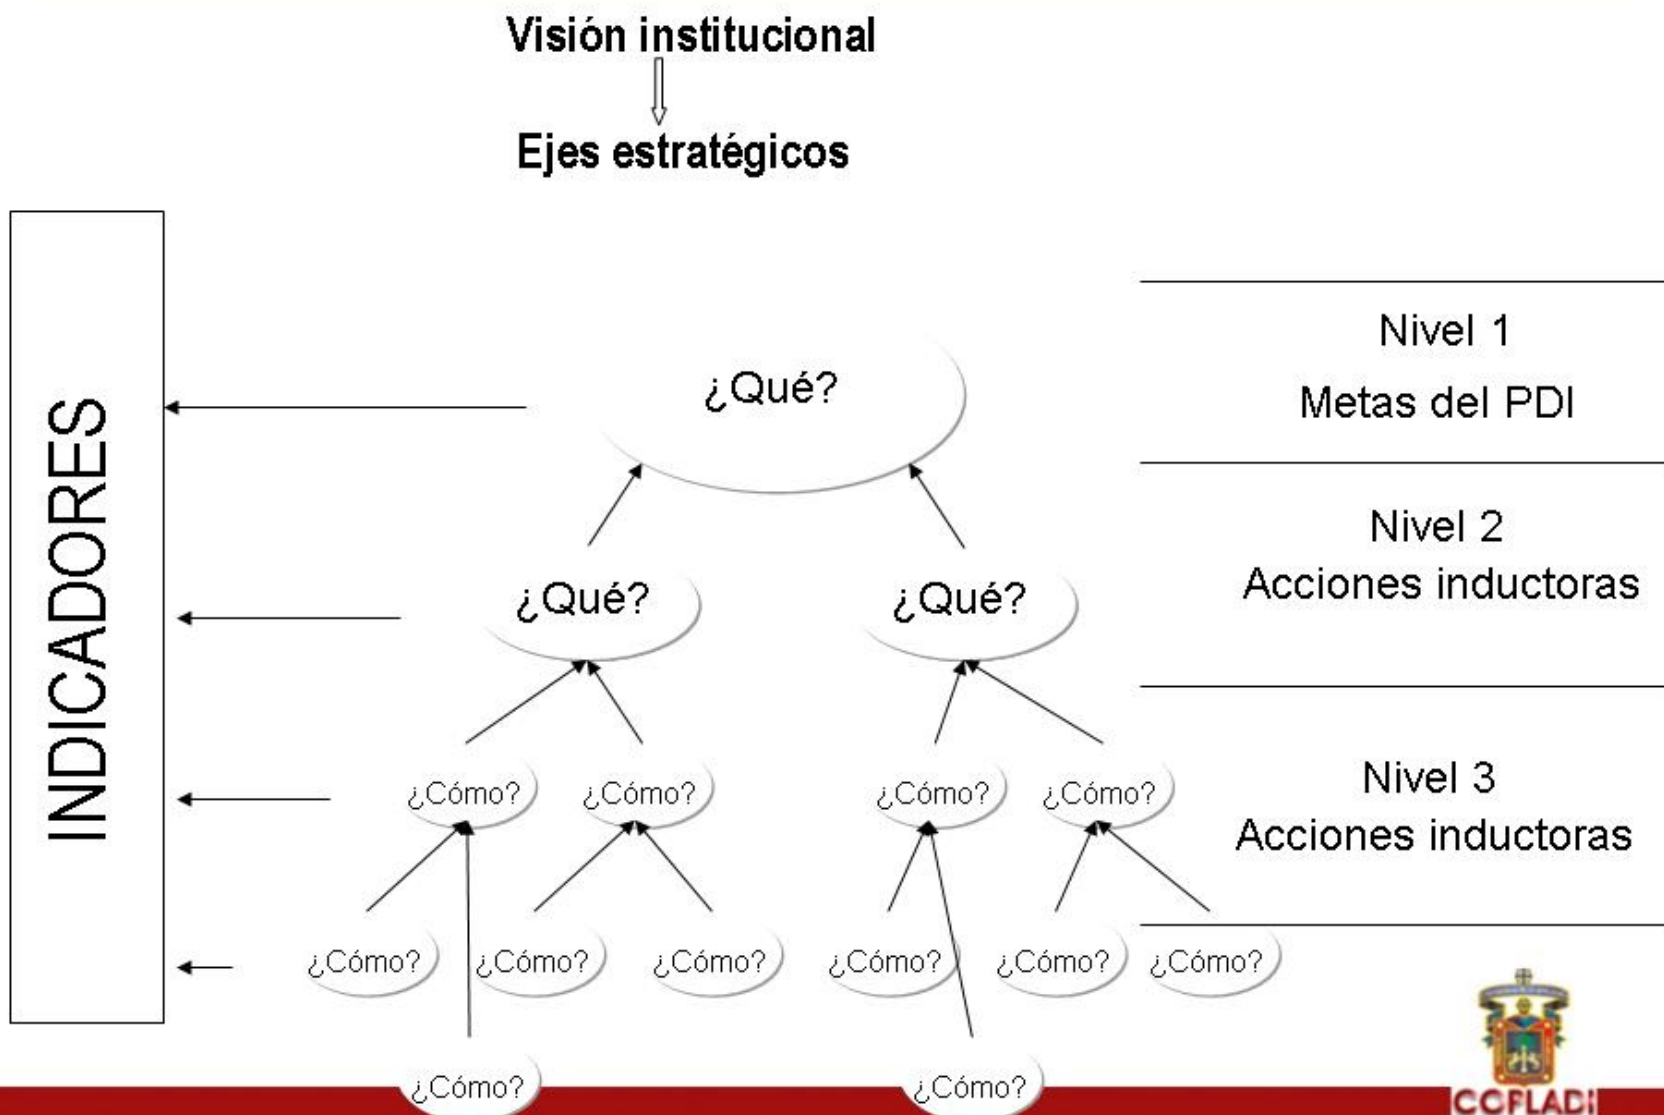 Visión institucional
Ejes estratégicos
INDICADORES
¿Qué?
Nivel 1
Metas del PDI
¿Qué?
¿Qué?
Nivel 2
Acciones inductoras
¿Cómo?
¿Cómo?
¿Cómo?
¿Cómo?
Nivel 3
Acciones inductoras
¿Cómo?
¿Cómo?
¿Cómo?
¿Cómo?
¿Cómo?
¿Cómo?
¿Cómo?
¿Cómo?
COPLADI